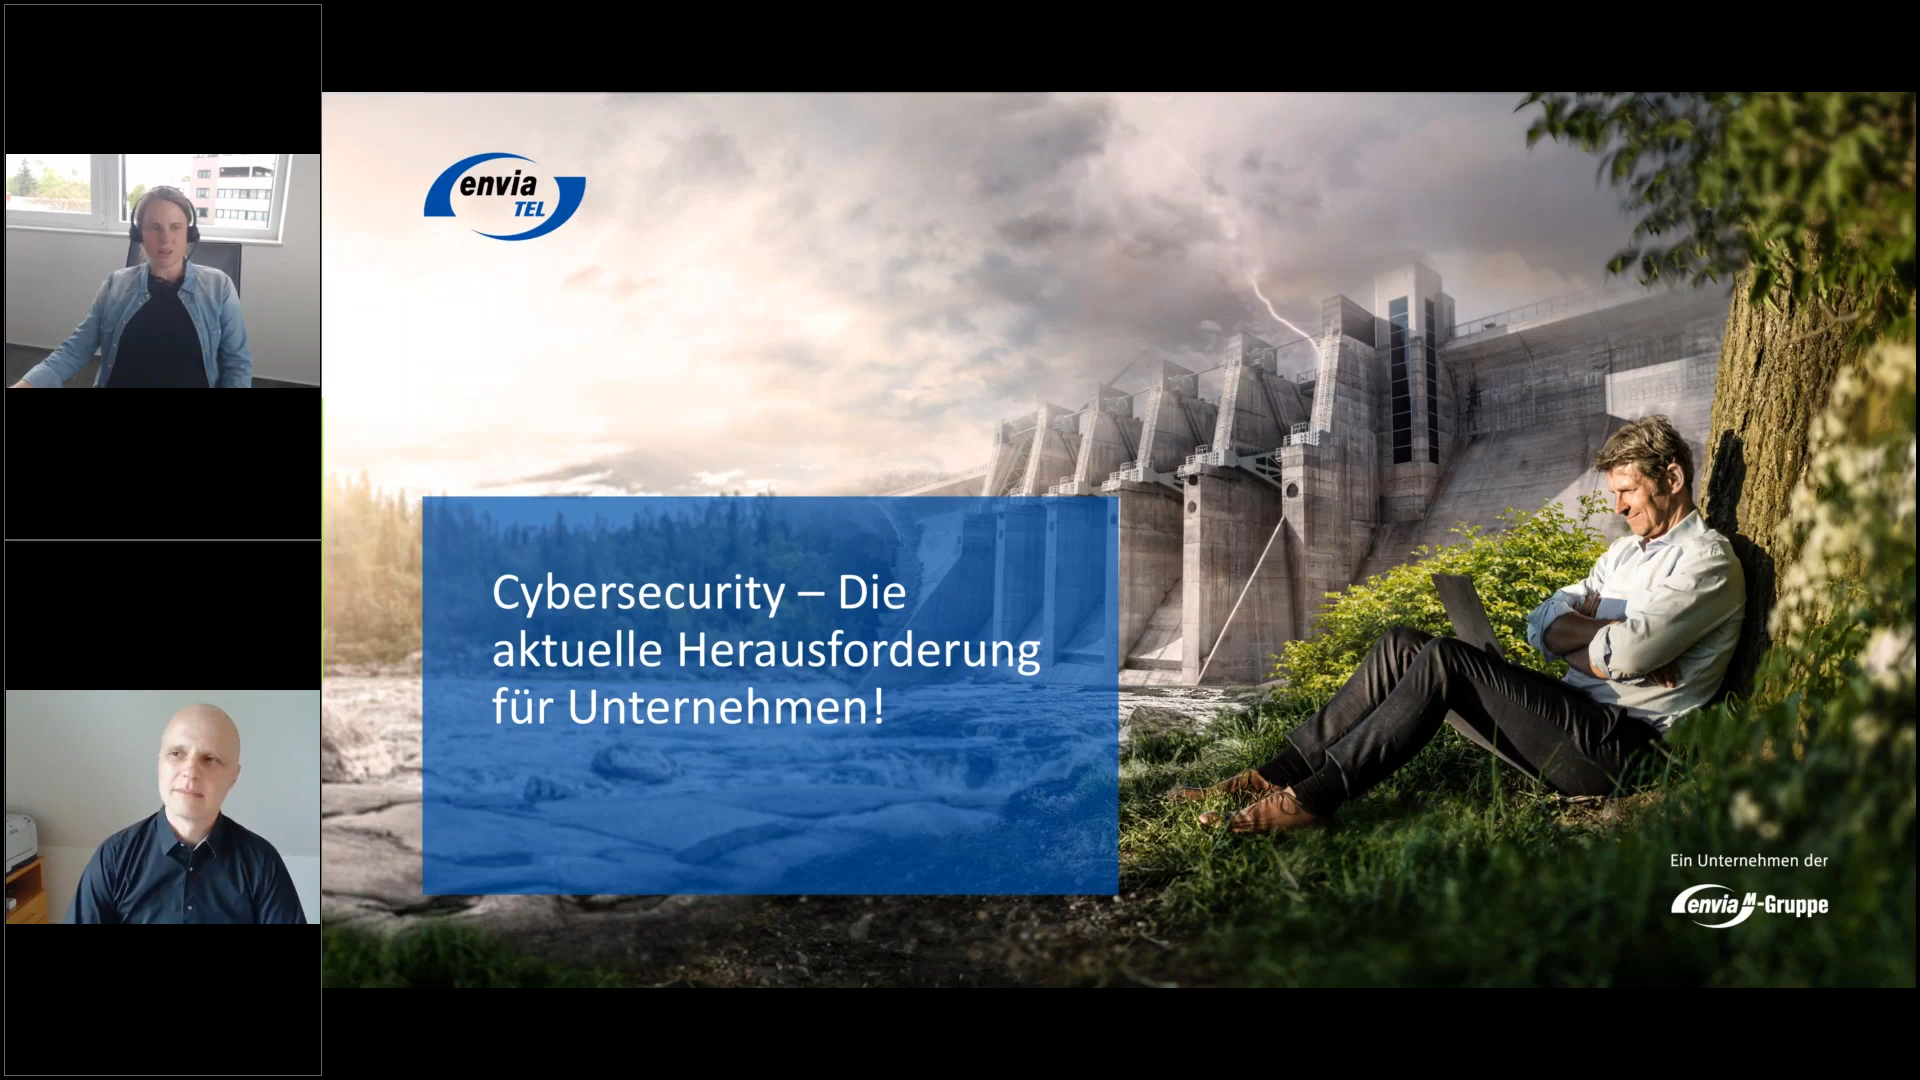 envia
TEL
Cybersecurity – Die
aktuelle Herausforderung
für Unternehmen!
Ein Unternehmen der
envia M-Gruppe